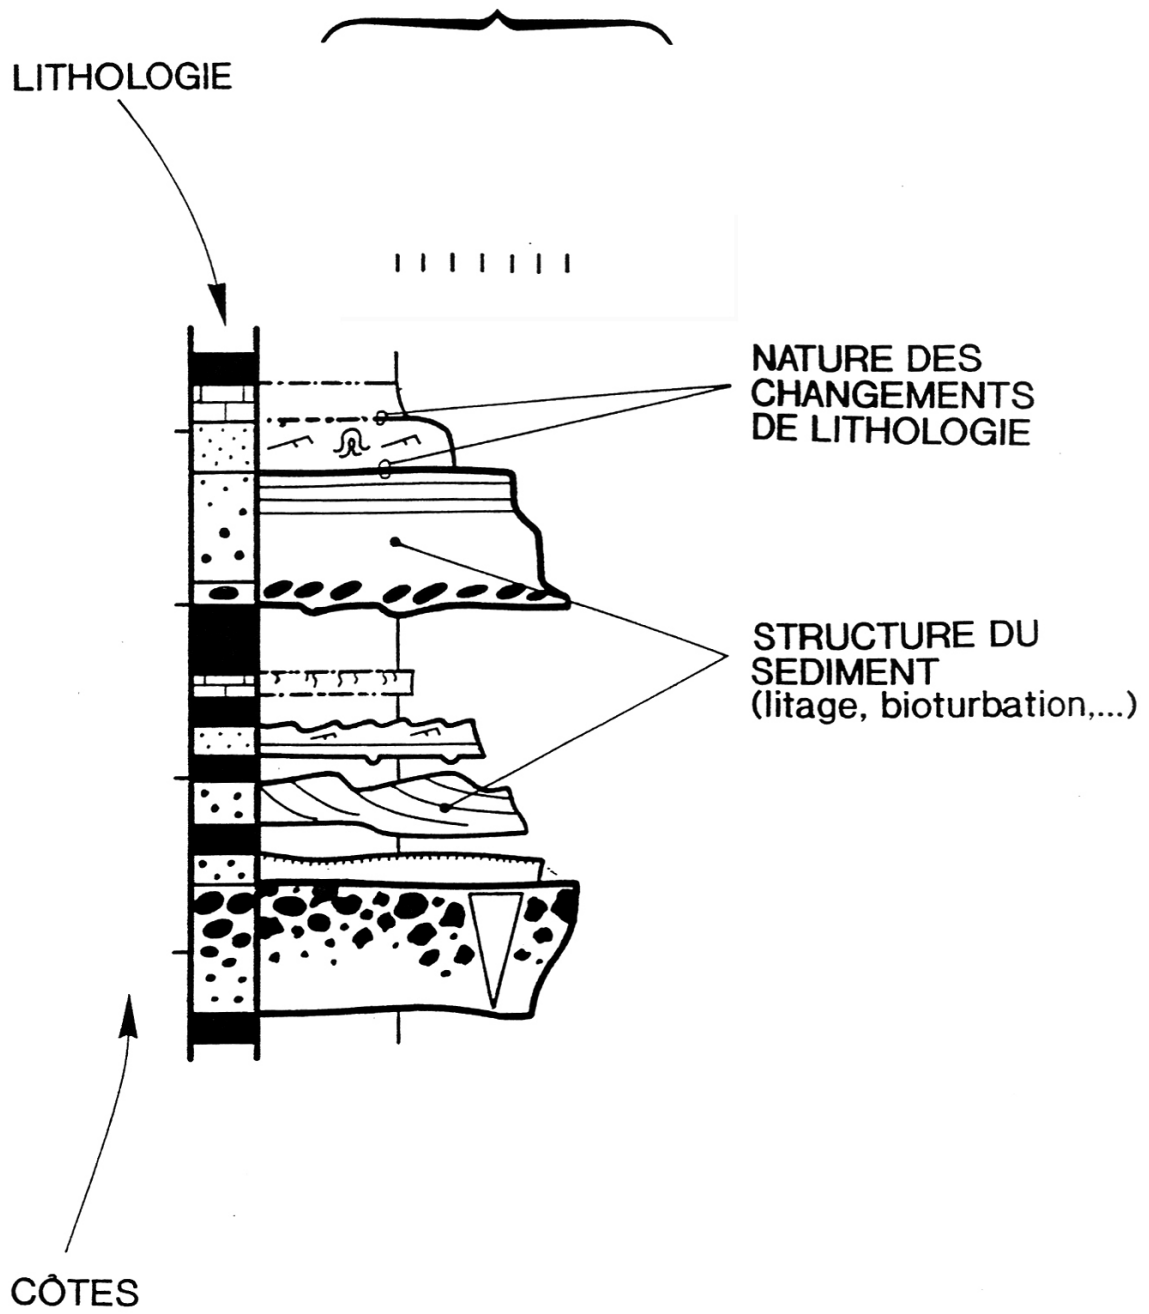 LITHOLOGIE
NATURE DES
CHANGEMENTS
DE LITHOLOGIE
STRUCTURE DU
SEDIMENT
(litage, bioturbation,...)
CÔTES